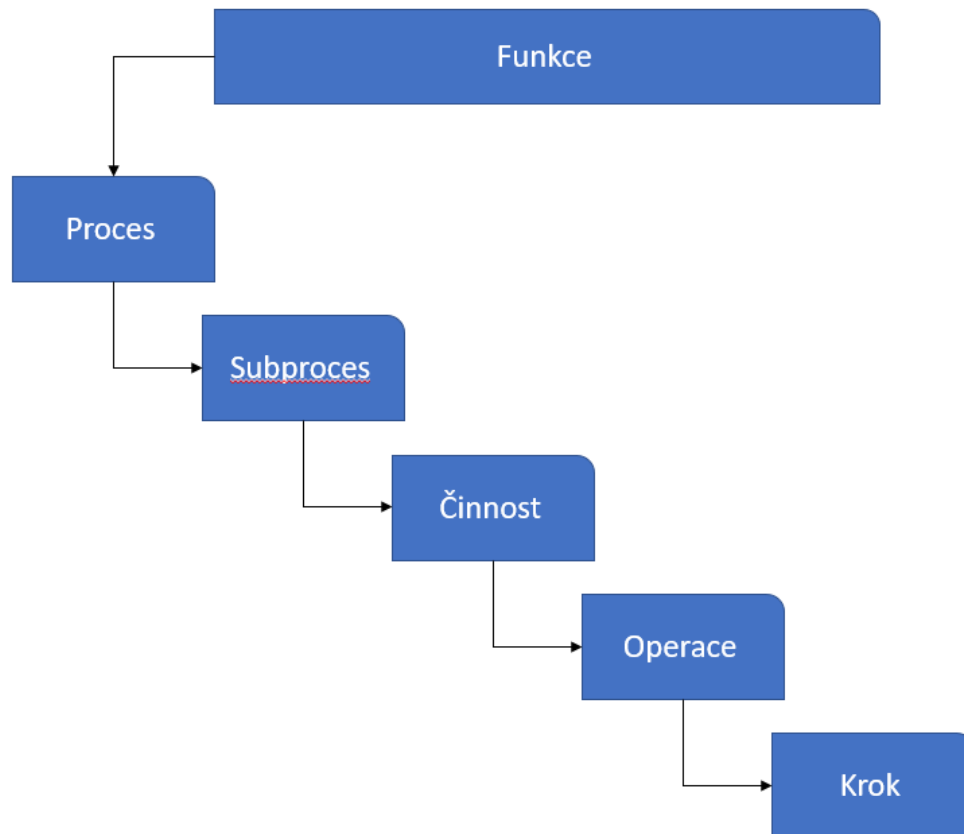 Funkce
Proces
Subproces
Činnost
Operace
Krok